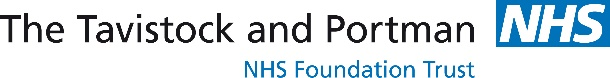 The Tavistock and Portman NHS
NHS Foundation Trust